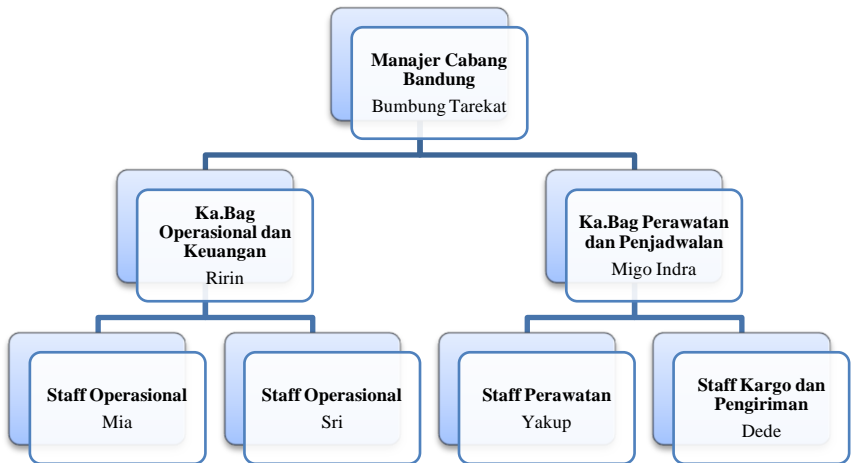 Manajer Cabang
Bandung
Bumbung Tarekat
Ka.Bag
Operasional dan
Keuangan
Ririn
Ka.Bag Perawatan
dan Penjadwalan
Migo Indra
Staff Operasional
Mia
Staff Operasional
Sri
Staff Perawatan
Yakup
Staff Kargo dan
Pengiriman
Dede